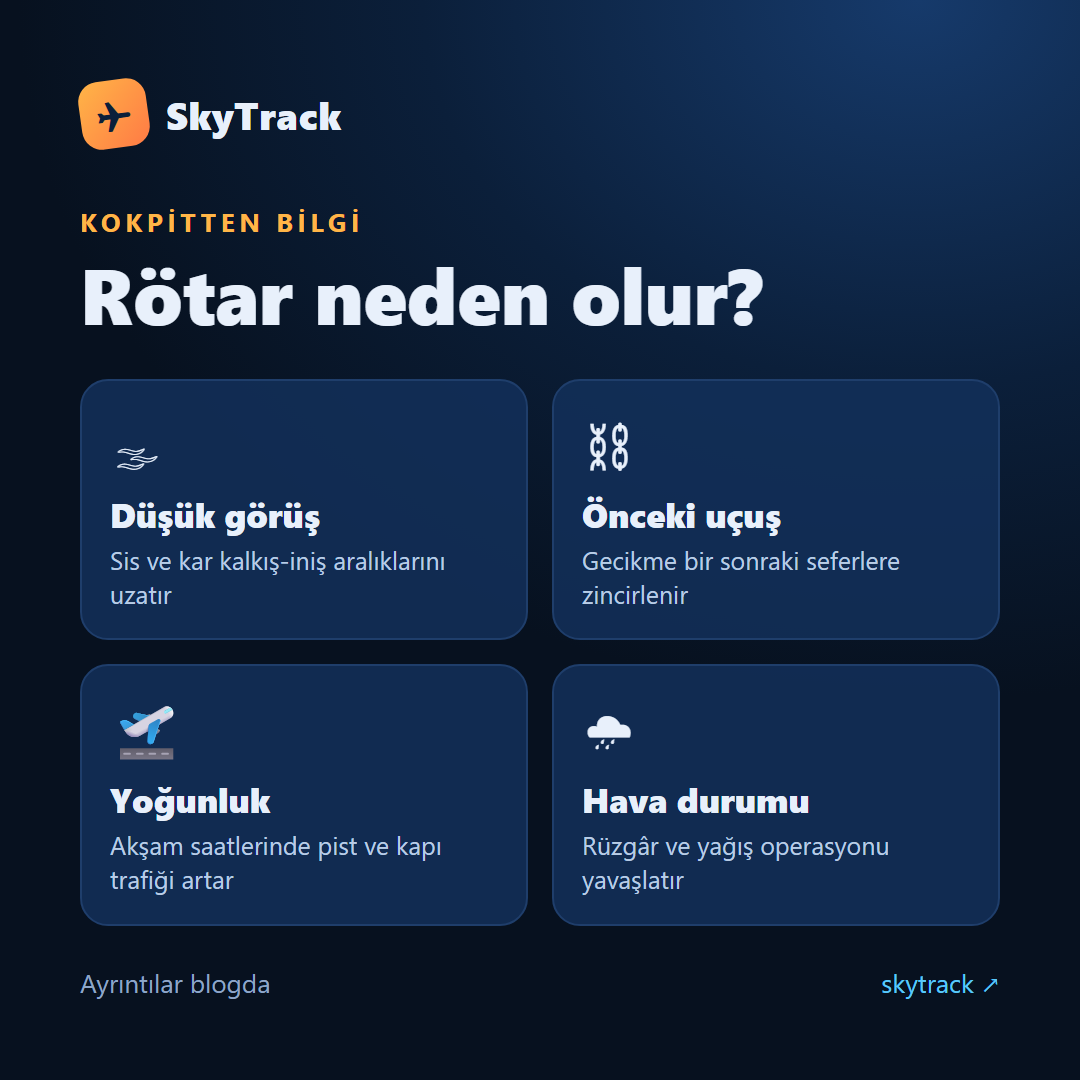 SkyTrack
KOKPİTTEN BİLGİ
Rötar neden olur?
Düşük görüş
Sis ve kar kalkış-iniş aralıklarını
uzatır
Önceki uçuş
Gecikme bir sonraki seferlere
zincirlenir
Yoğunluk
Akşam saatlerinde pist ve kapı
trafiği artar
Hava durumu
Rüzgâr ve yağış operasyonu
yavaşlatır
Ayrıntılar blogda
skytrack ↗